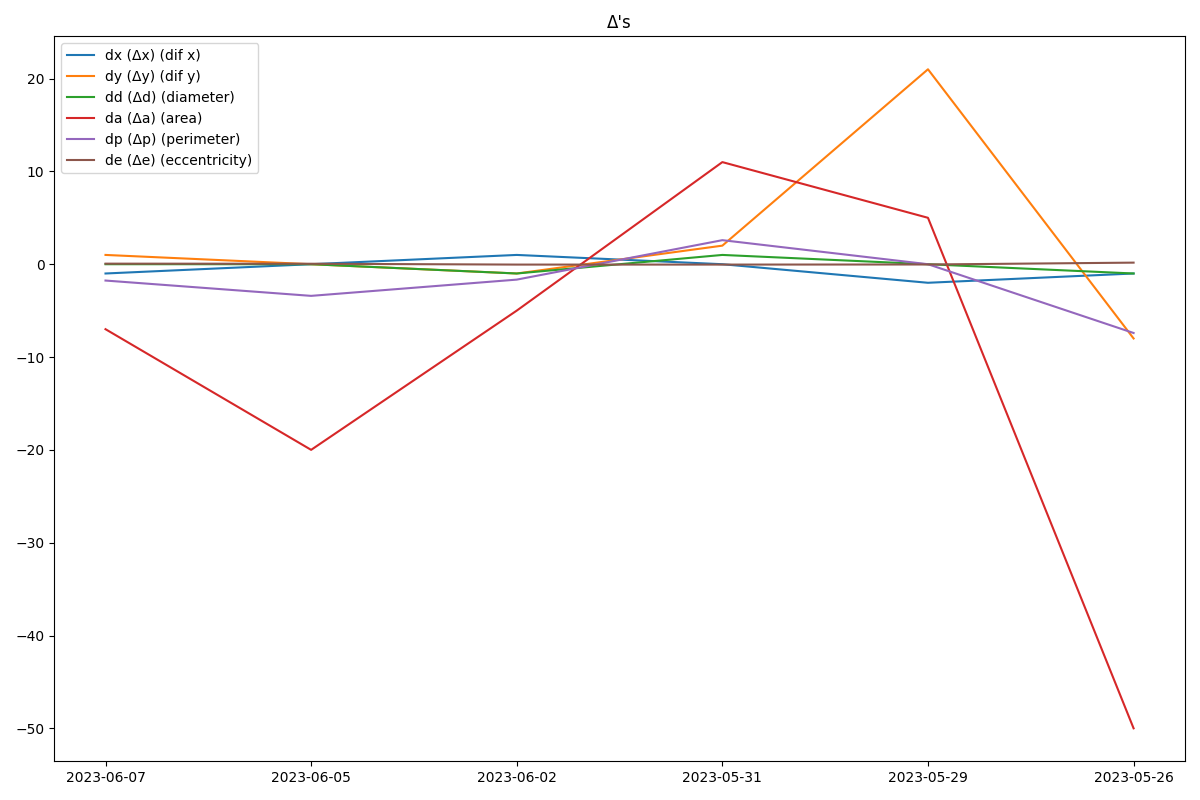 Δ's
dx (Δx) (dif x)
dy (Δy) (dif y)
dd (Δd) (diameter)
da (Δa) (area)
dp (Δp) (perimeter)
de (Δe) (eccentricity)
20
10
0
−10
−20
−30
−40
−50
2023-06-07 2023-06-05 2023-06-02 2023-05-31 2023-05-29 2023-05-26